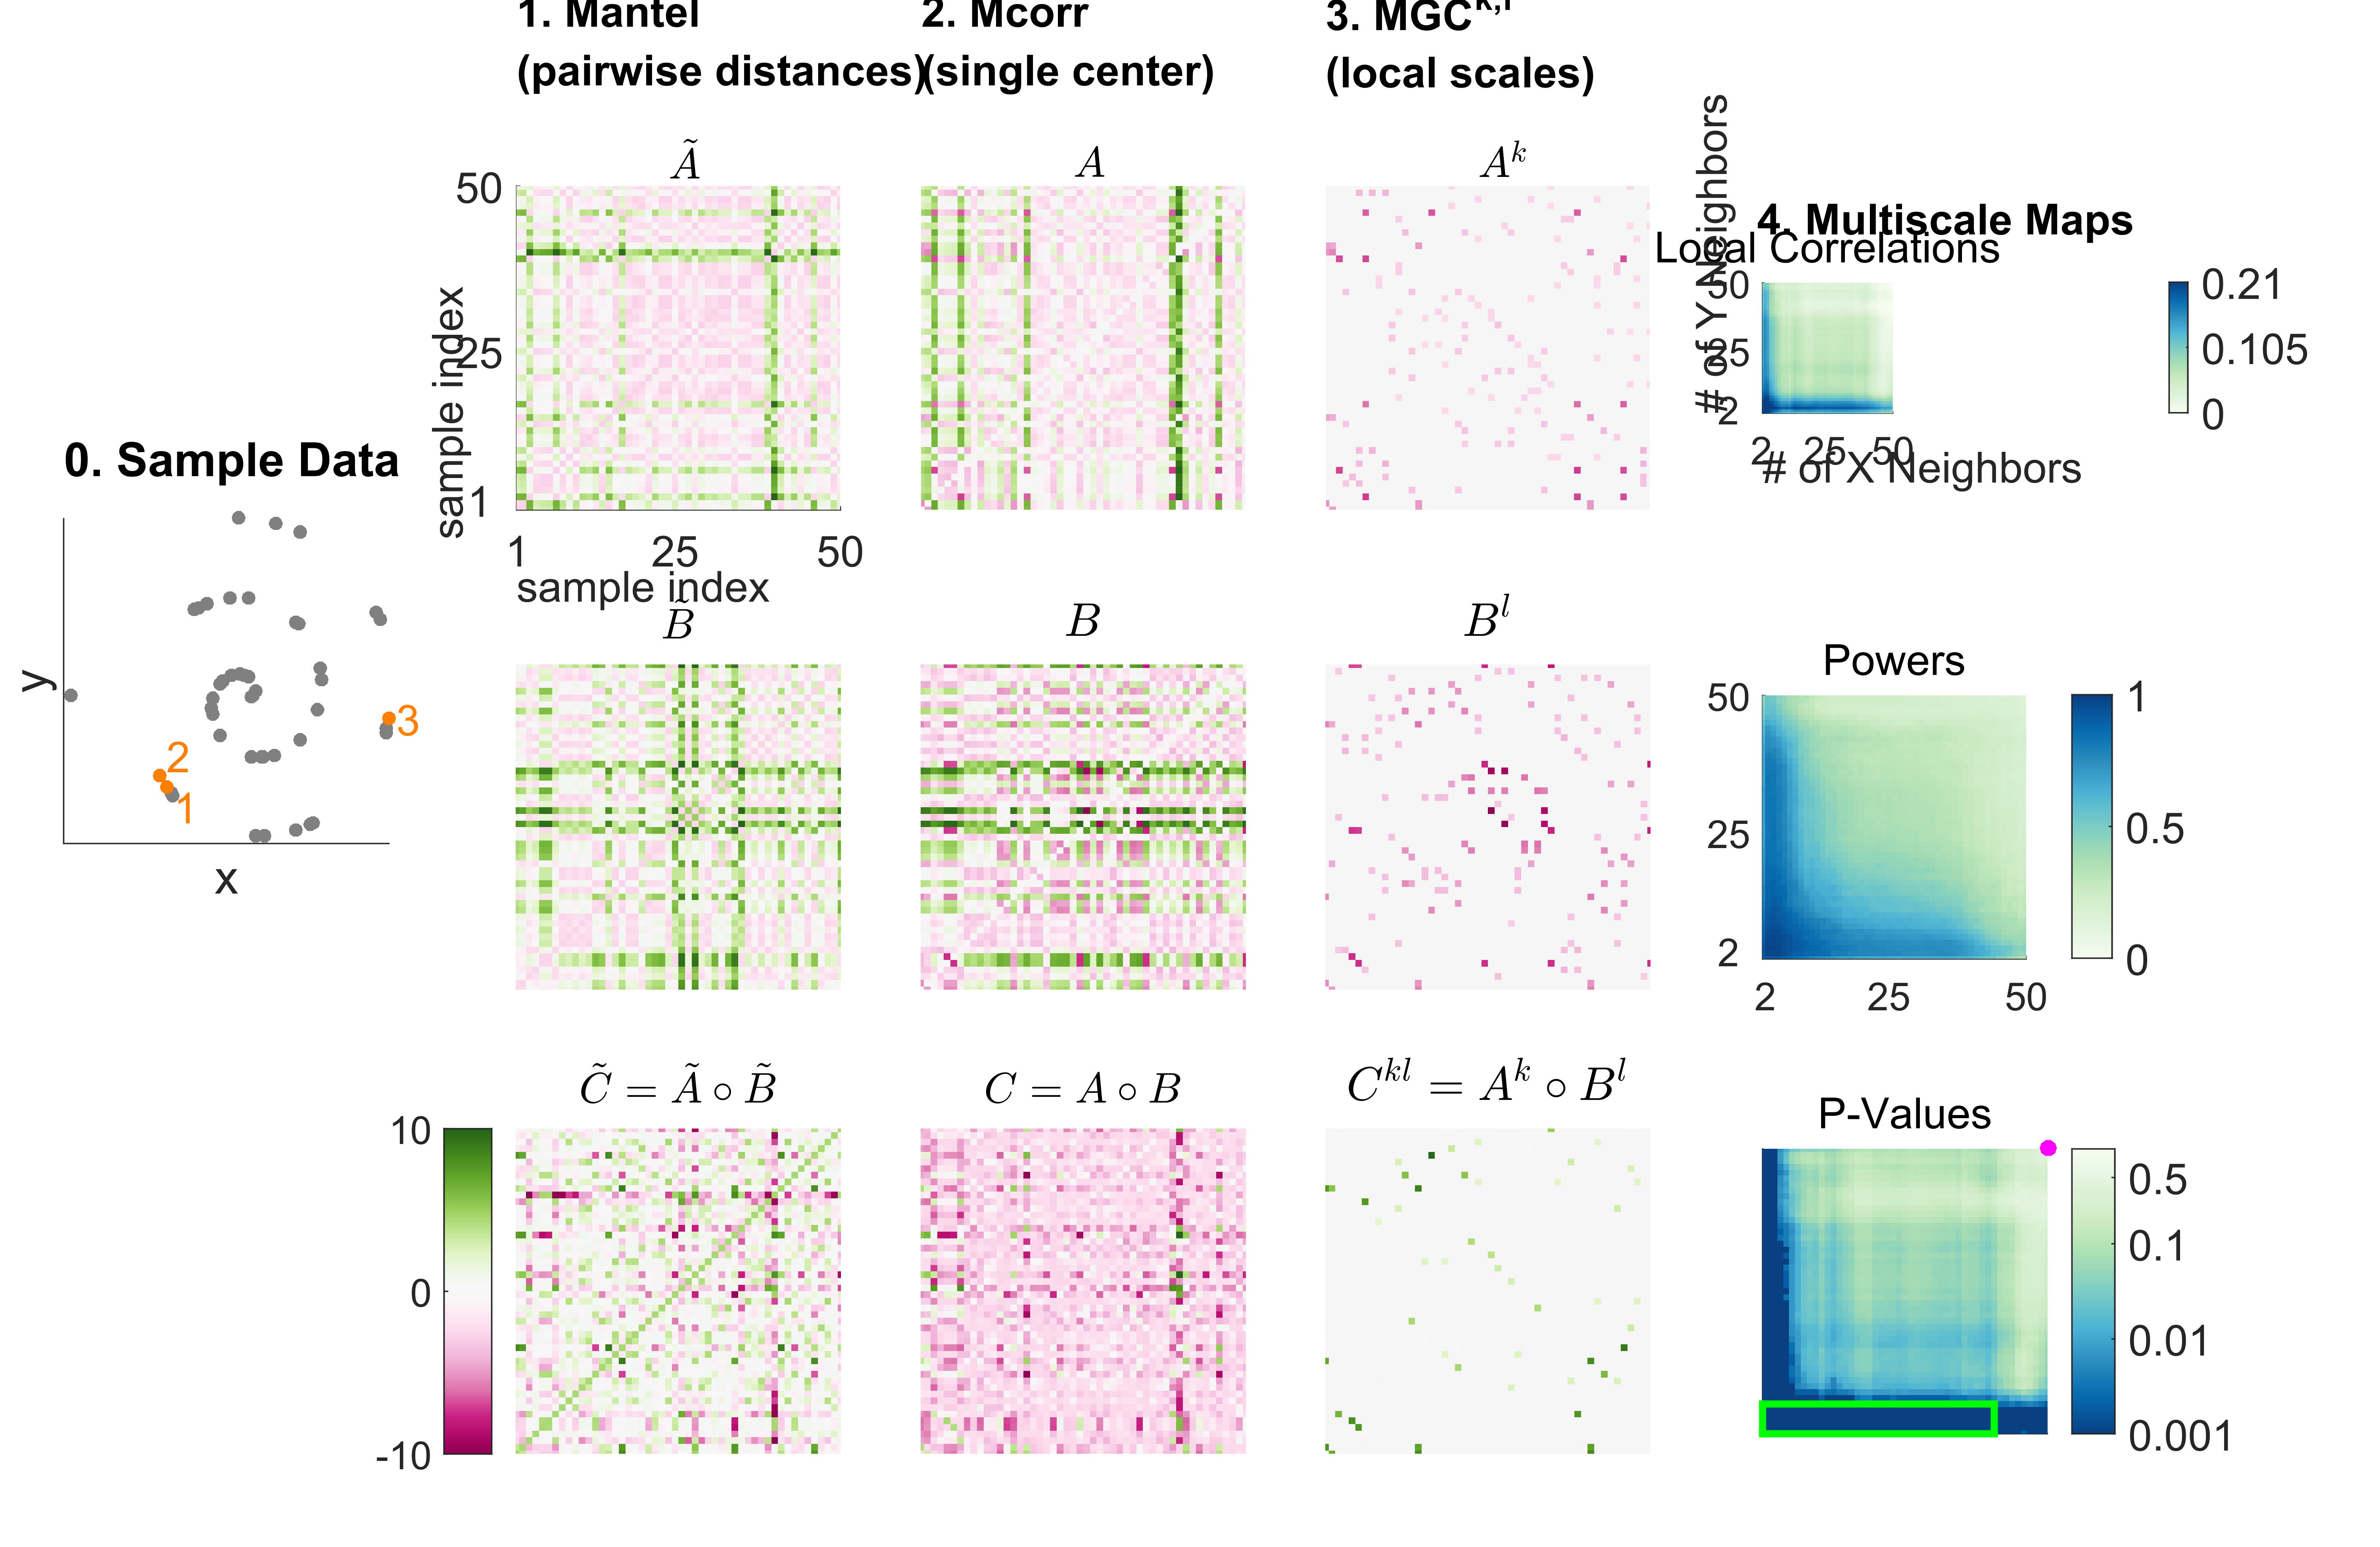 1. Mantel
(pairwise distances)
2. Mcorr
(single center)
3. MGC^{k,l}
(local scales)
0. Sample Data
y
x
1
2
3
Ã
50
25
1
sample index
1 25 50
sample index
A
A^k
4. Multiscale Maps
Local Correlations
50
25
2
# of Y Neighbors
2 25 50
# of X Neighbors
0.21
0.105
0
B̃
B
B^l
Powers
50
25
2
2 25 50
1
0.5
0
C̃ = Ã ∘ B̃
10
0
-10
C = A ∘ B
C^{kl} = A^k ∘ B^l
P-Values
0.5
0.1
0.01
0.001